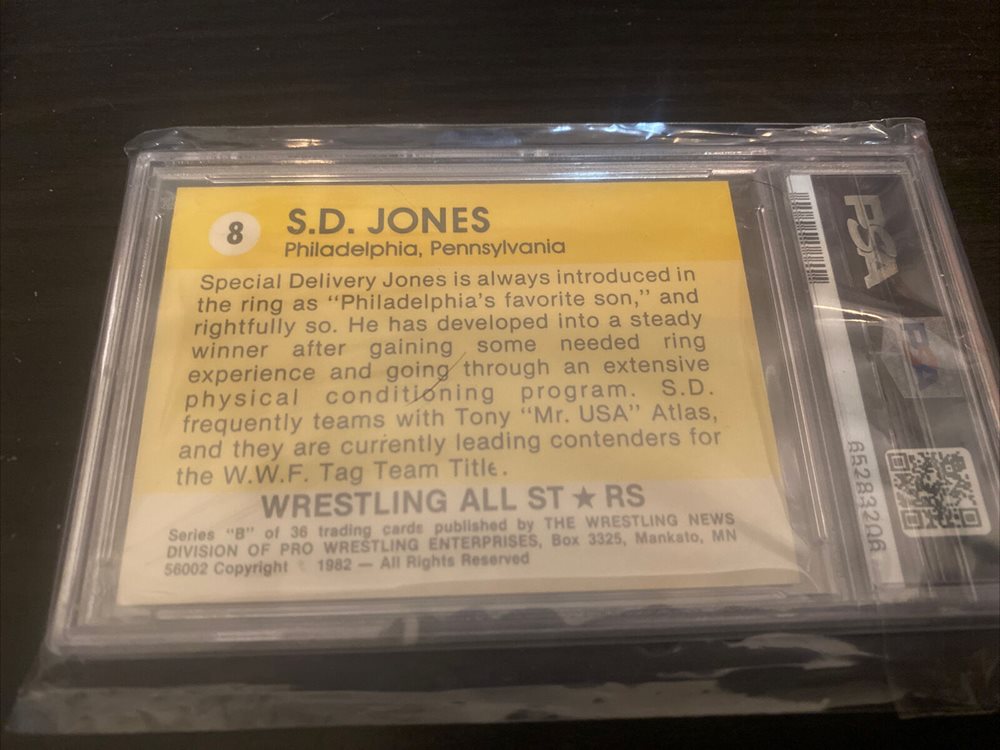 8
S.D. JONES
Philadelphia, Pennsylvania
Special Delivery Jones is always introduced in
the ring as "Philadelphia's favorite son," and
rightfully so. He has developed into a steady
winner after gaining some needed ring
experience and going through an extensive
physical conditioning program. S.D.
frequently teams with Tony "Mr. USA" Atlas,
and they are currently leading contenders for
the W.W.F. Tag Team Title.
WRESTLING ALL ST★RS
Series "B" of 36 trading cards published by THE WRESTLING NEWS
DIVISION OF PRO WRESTLING ENTERPRISES, Box 3325, Mankato, MN
56002 Copyright 1982 — All Rights Reserved
PSA
PSA
65283206